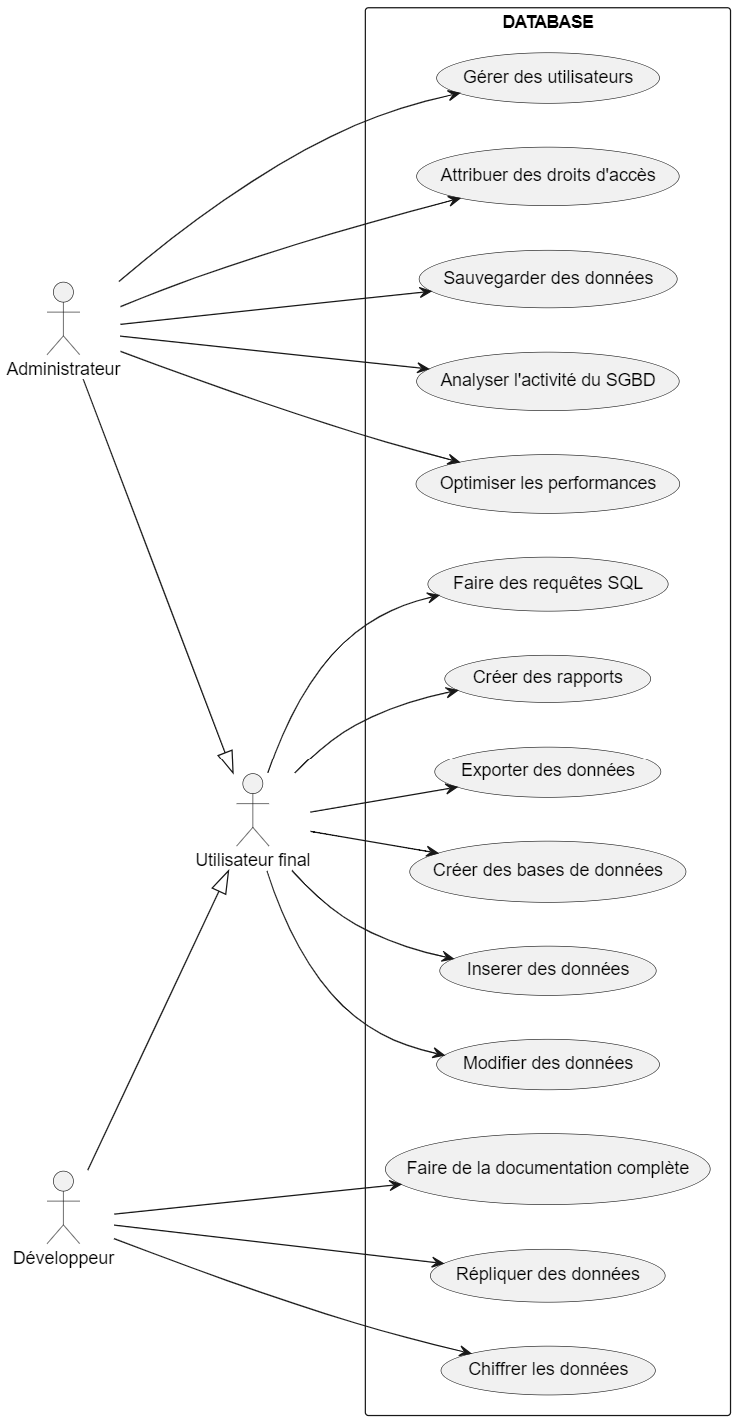 DATABASE
Gérer des utilisateurs
Attribuer des droits d'accès
Sauvegarder des données
Administrateur
Analyser l'activité du SGBD
Optimiser les performances
Faire des requêtes SQL
Créer des rapports
Exporter des données
Utilisateur final
Créer des bases de données
Inserer des données
Modifier des données
Faire de la documentation complète
Développeur
Répliquer des données
Chiffrer les données